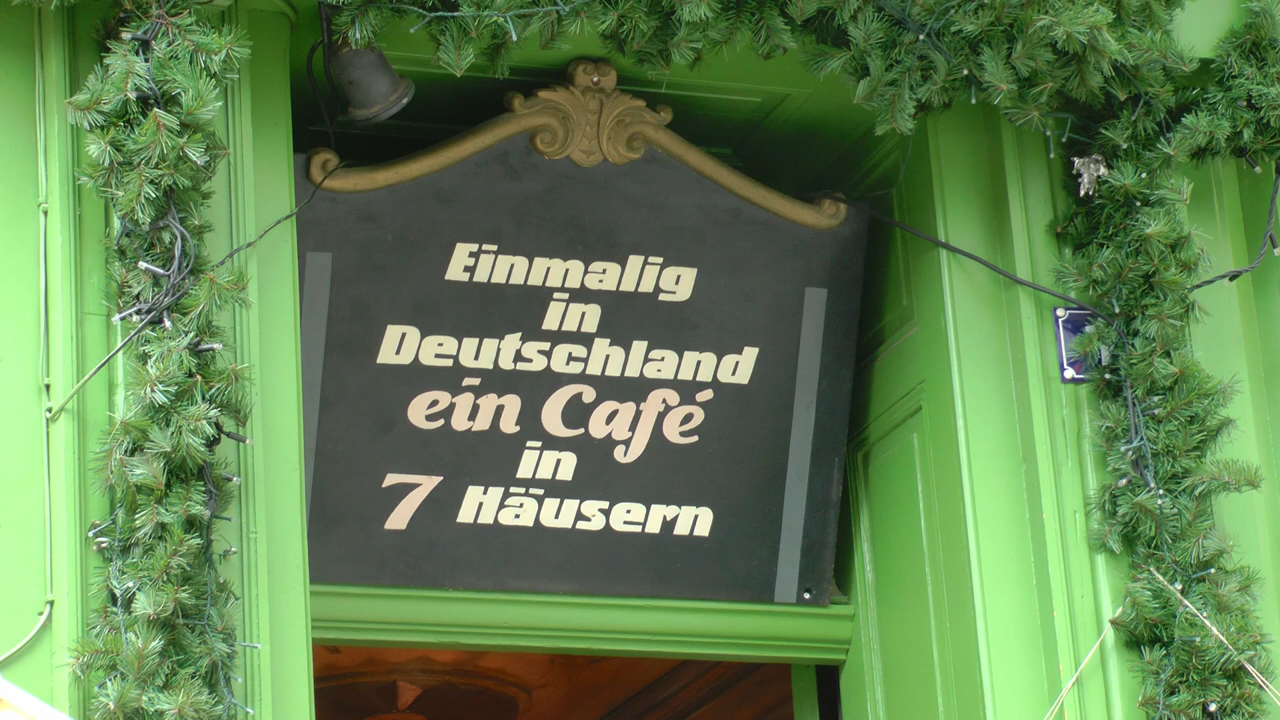 Einmalig
in
Deutschland
ein Café
in
7 Häusern